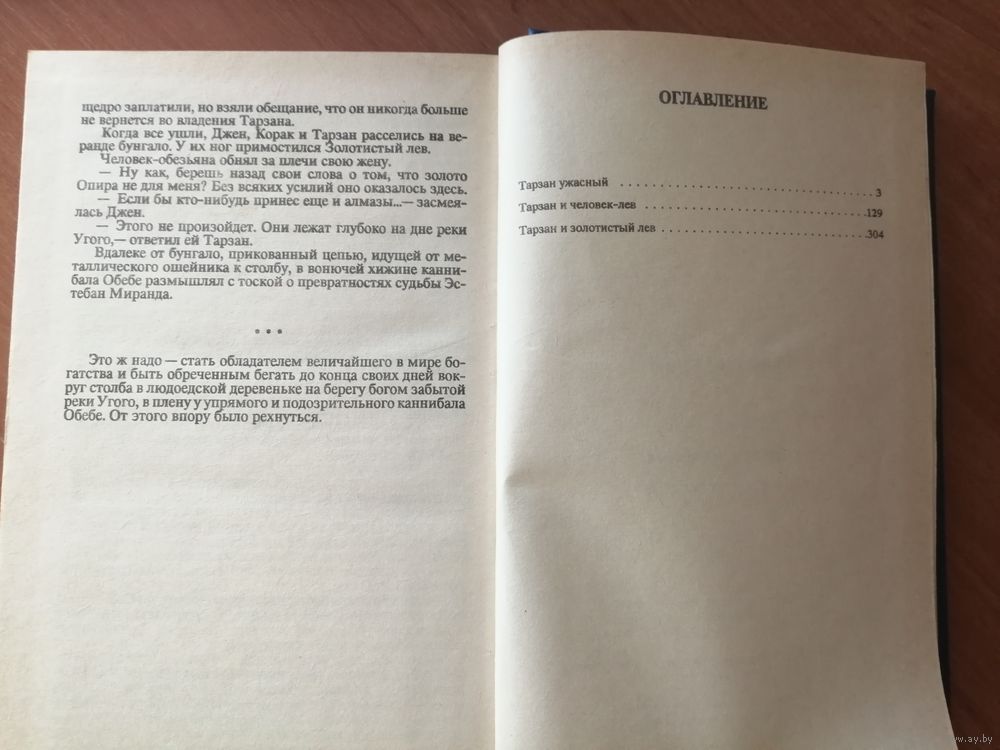 щедро заплатили, но взяли обещание, что он никогда больше
не вернется во владения Тарзана.
Когда все ушли, Джен, Корак и Тарзан расселись на ве-
ранде бунгало. У их ног примостился Золотистый лев.
Человек-обезьяна обнял за плечи свою жену.
— Ну как, берешь назад свои слова о том, что золото
Опира не для меня? Без всяких усилий оно оказалось здесь.
— Если бы кто-нибудь принес еще и алмазы...— засмея-
лась Джен.
— Этого не произойдет. Они лежат глубоко на дне реки
Угого,— ответил ей Тарзан.
Вдалеке от бунгало, прикованный цепью, идущей от ме-
таллического ошейника к столбу, в вонючей хижине канни-
бала Обебе размышлял с тоской о превратностях судьбы Эс-
тебан Миранда.
* * *
Это ж надо — стать обладателем величайшего в мире бо-
гатства и быть обреченным бегать до конца своих дней вок-
руг столба в людоедской деревеньке на берегу богом забытой
реки Угого, в плену у упрямого и подозрительного каннибала
Обебе. От этого впору было рехнуться.
ОГЛАВЛЕНИЕ
Тарзан ужасный . . . . . . . . . . . . . . . . . . . . 3
Тарзан и человек-лев . . . . . . . . . . . . . . . . . . . . 129
Тарзан и золотистый лев . . . . . . . . . . . . . . . . . . . . 304
www.ay.by